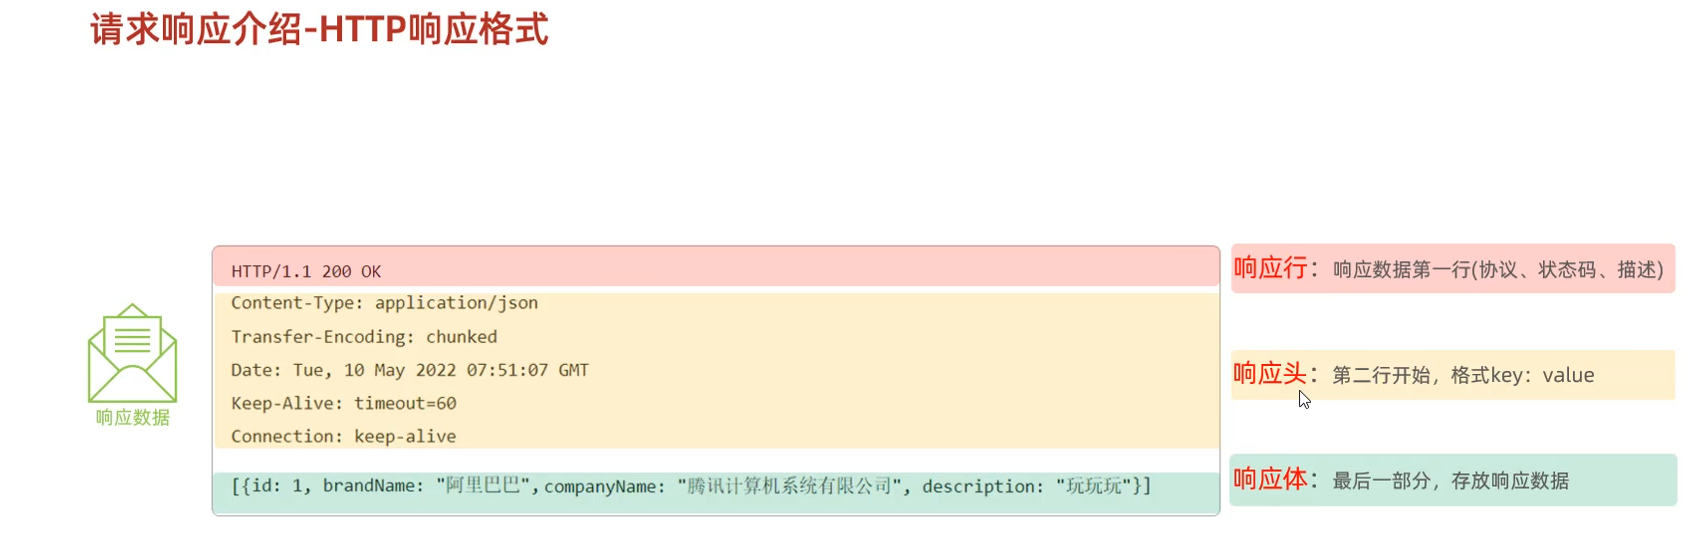 请求响应介绍-HTTP响应格式
HTTP/1.1 200 OK
响应行：响应数据第一行(协议、状态码、描述)
Content-Type: application/json
Transfer-Encoding: chunked
Date: Tue, 10 May 2022 07:51:07 GMT
Keep-Alive: timeout=60
Connection: keep-alive
响应头：第二行开始，格式key：value
响应数据
[{id: 1, brandName: "阿里巴巴",companyName: "腾讯计算机系统有限公司", description: "玩玩玩"}]
响应体：最后一部分，存放响应数据